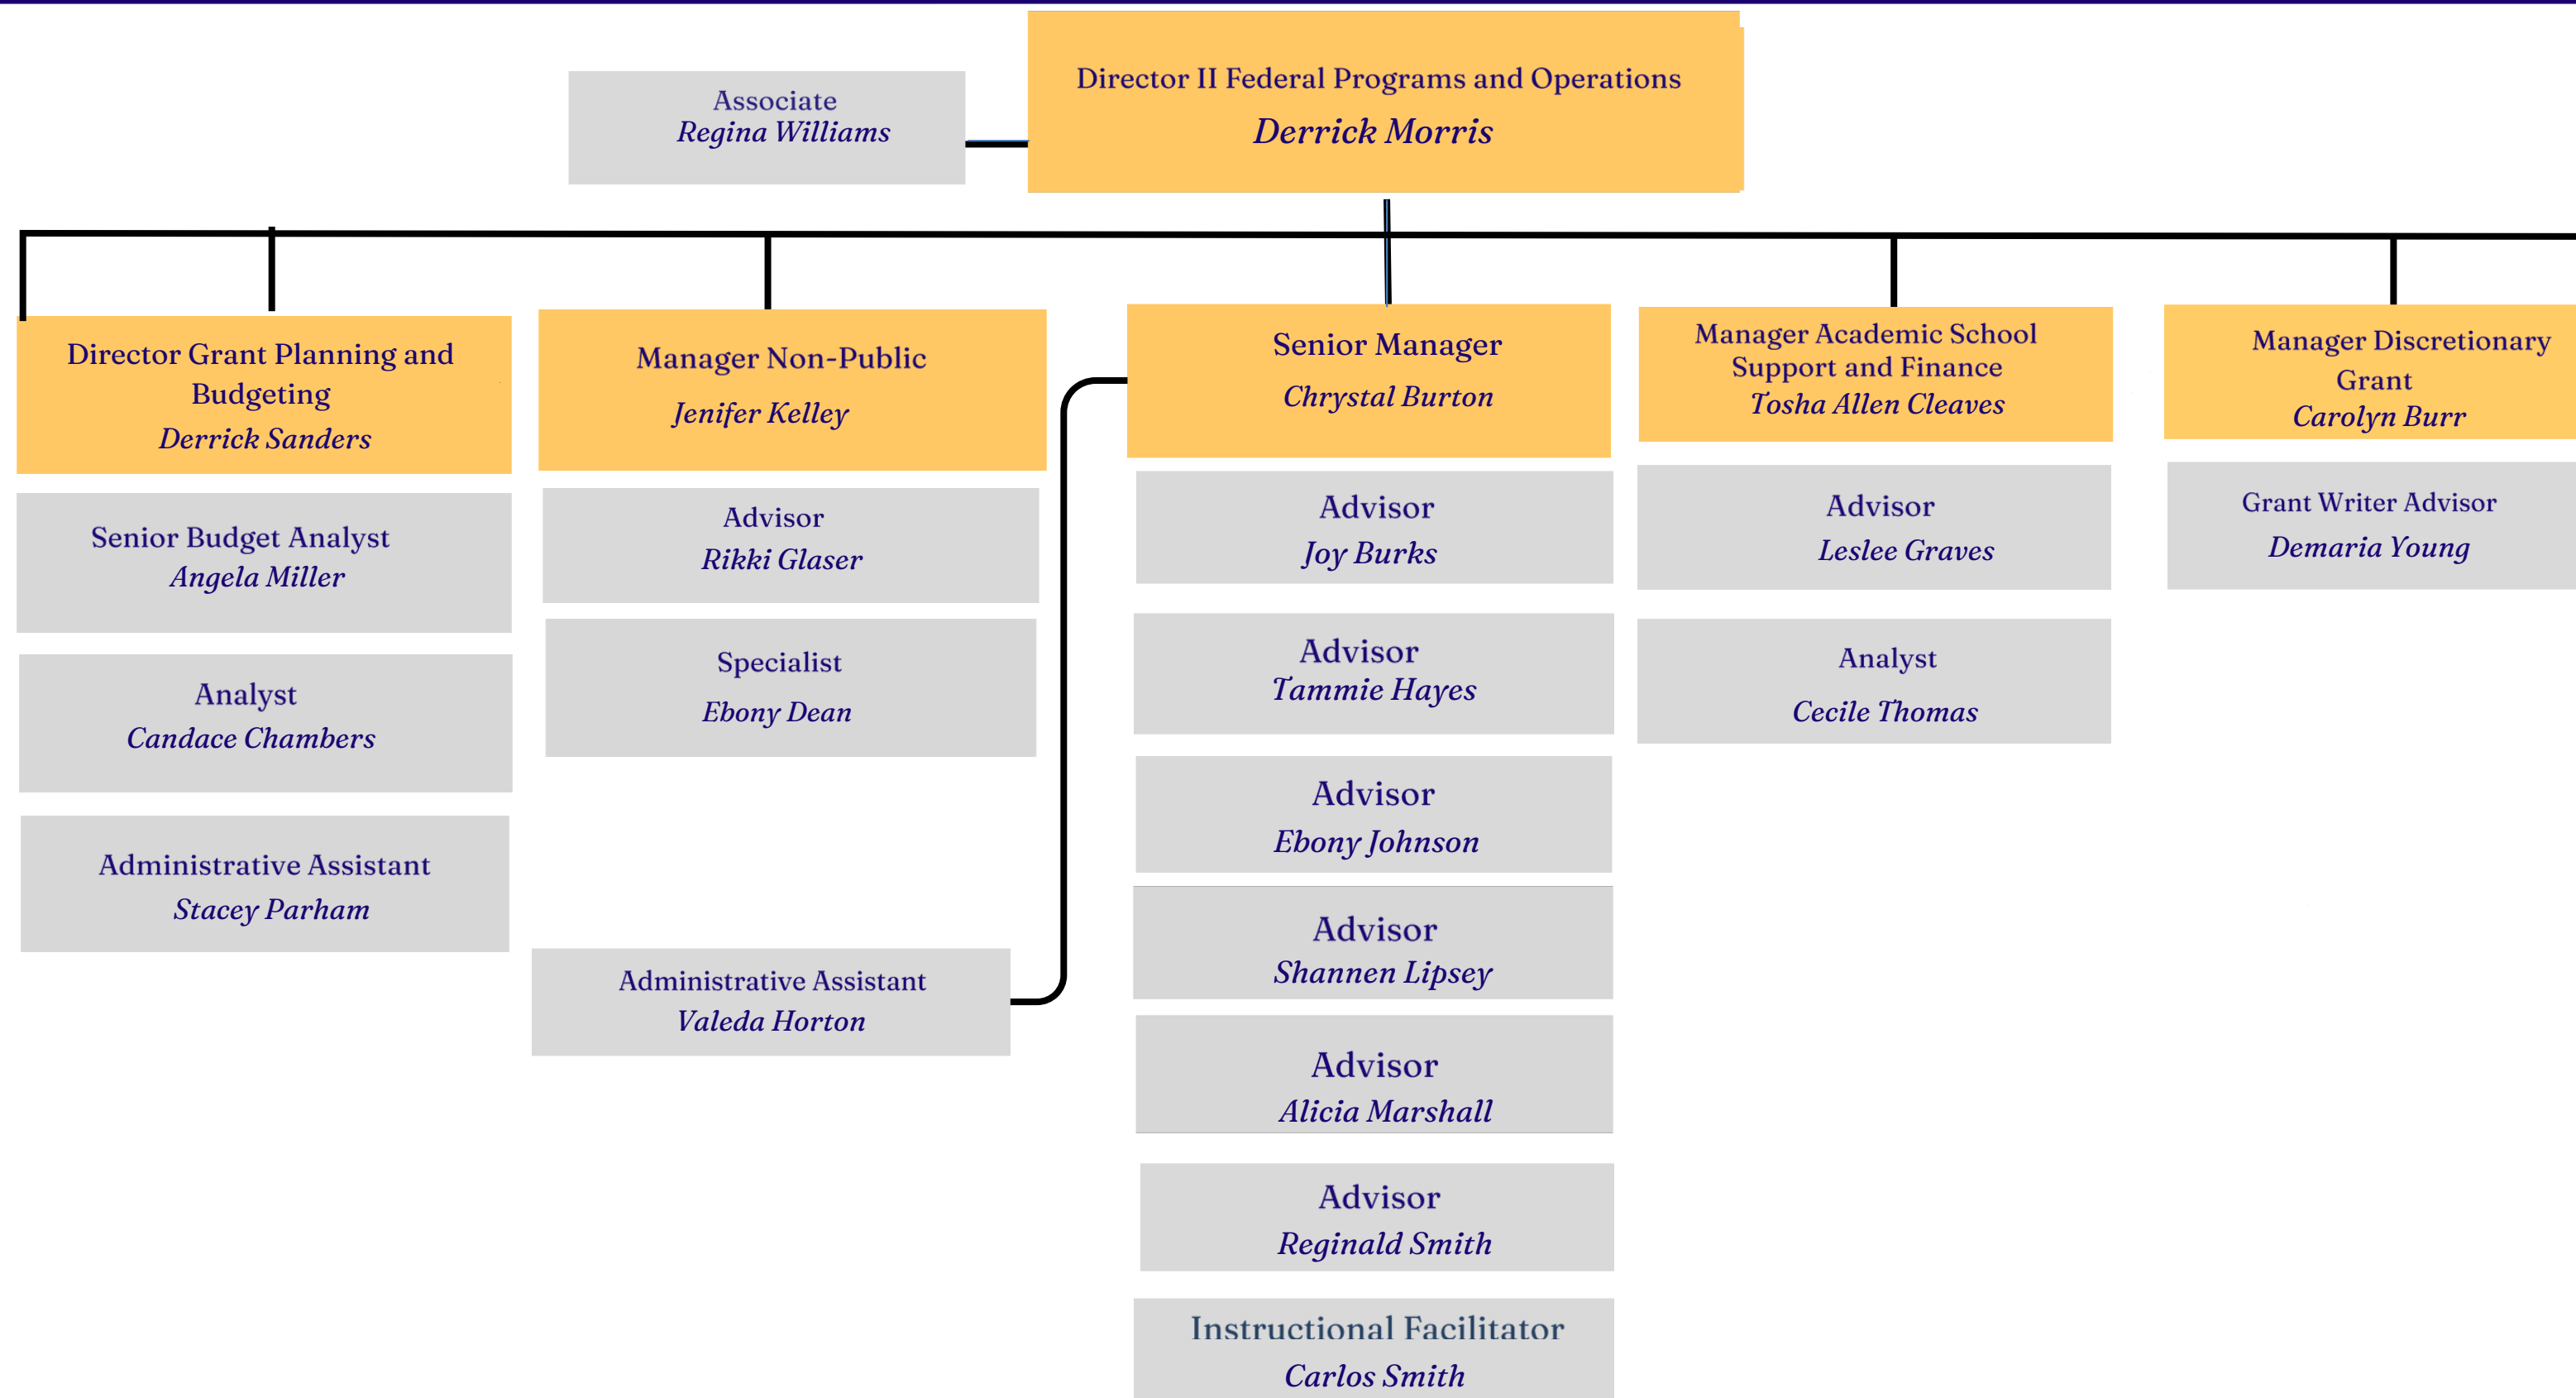 Director II Federal Programs and Operations
Derrick Morris
Associate
Regina Williams
Director Grant Planning and
Budgeting
Derrick Sanders
Senior Budget Analyst
Angela Miller
Analyst
Candace Chambers
Administrative Assistant
Stacey Parham
Manager Non-Public
Jenifer Kelley
Advisor
Rikki Glaser
Specialist
Ebony Dean
Administrative Assistant
Valeda Horton
Senior Manager
Chrystal Burton
Advisor
Joy Burks
Advisor
Tammie Hayes
Advisor
Ebony Johnson
Advisor
Shannen Lipsey
Advisor
Alicia Marshall
Advisor
Reginald Smith
Instructional Facilitator
Carlos Smith
Manager Academic School
Support and Finance
Tosha Allen Cleaves
Advisor
Leslee Graves
Analyst
Cecile Thomas
Manager Discretionary
Grant
Carolyn Burr
Grant Writer Advisor
Demaria Young